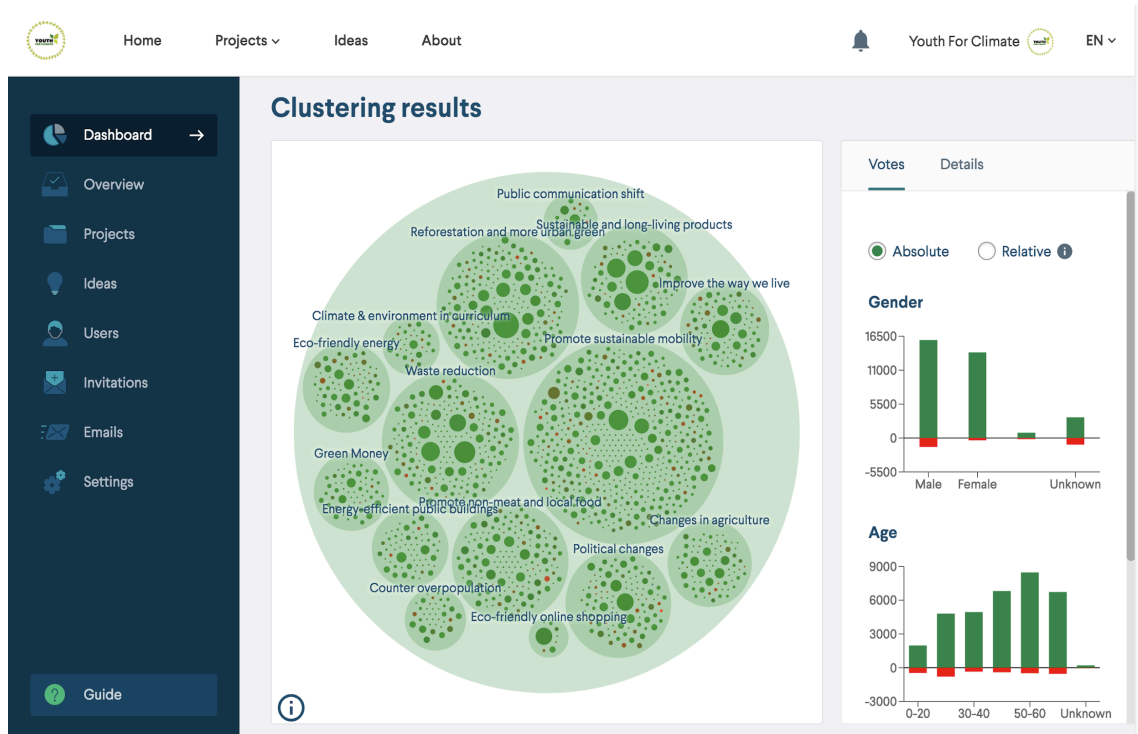 YOUTH
Home
Projects
Ideas
About
Youth For Climate
YOUTH
EN
Dashboard
Overview
Projects
Ideas
Users
Invitations
Emails
Settings
Guide
Clustering results
Public communication shift
Sustainable and long-living products
Reforestation and more urban green
Improve the way we live
Climate & environment in curriculum
Promote sustainable mobility
Eco-friendly energy
Waste reduction
Green Money
Promote non-meat and local food
Energy-efficient public buildings
Changes in agriculture
Political changes
Counter overpopulation
Eco-friendly online shopping
i
Votes
Details
Absolute
Relative i
Gender
16500
11000
5500
0
-5500
Male Female Unknown
Age
9000
6000
3000
0
-3000
0-20 30-40 50-60 Unknown